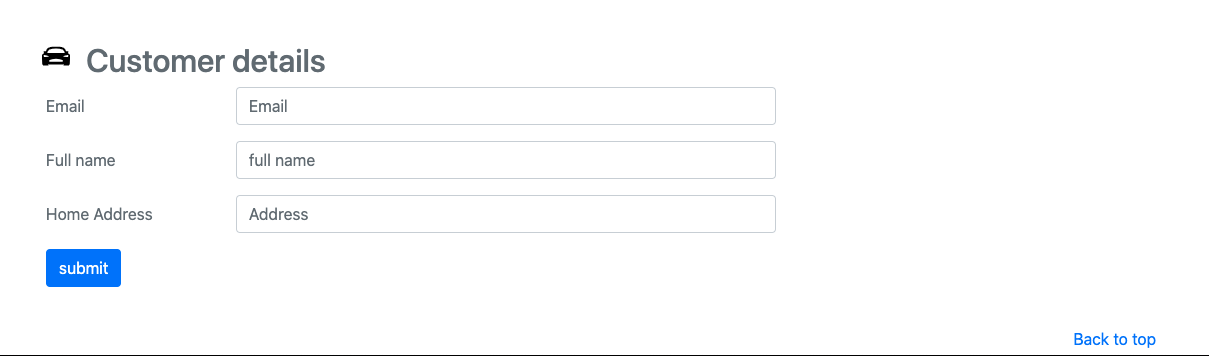 Customer details
Email Email
Full name full name
Home Address Address
submit
Back to top